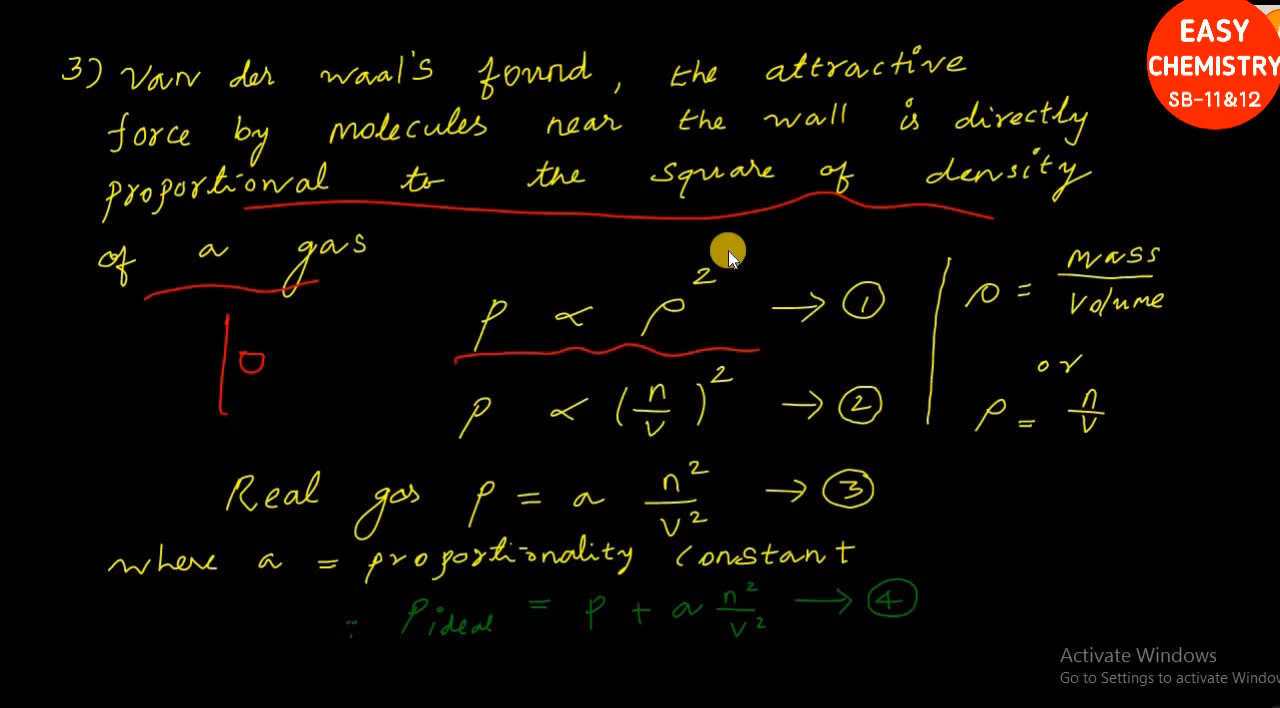 EASY
CHEMISTRY
SB-11&12
3) Van der waal's found, the attractive
force by molecules near the wall is directly
proportional to the square of density
of a gas
p ∝ ρ² → ①
ρ = mass / volume
or
p ∝ (n/v)² → ②
ρ = n/v
Real gas p = a n²/v² → ③
where a = proportionality constant
∵ Pideal = p + a n²/v² → ④
Activate Windows
Go to Settings to activate Windov